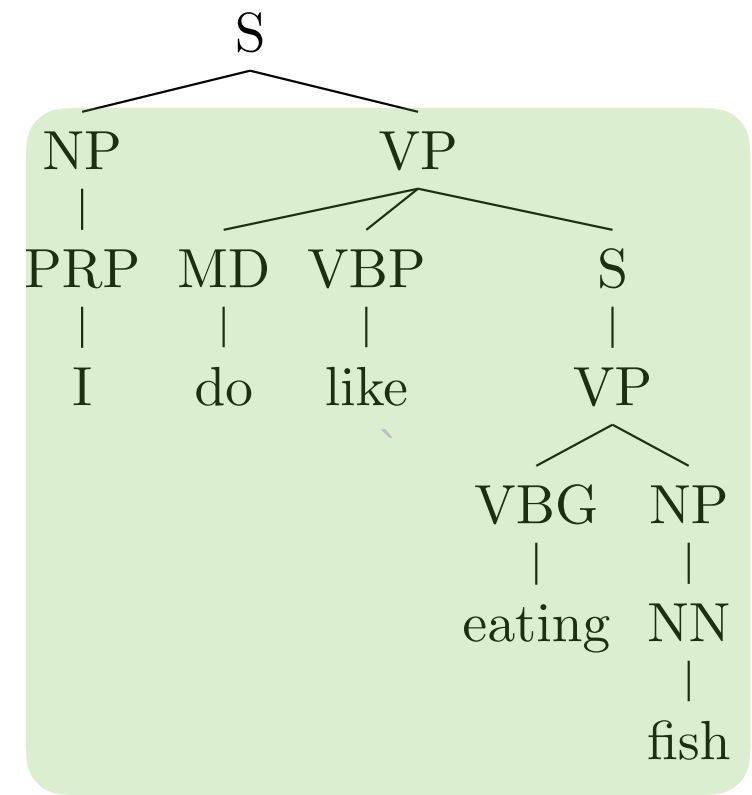 S
NP VP
PRP MD VBP S
I do like VP
`
VBG NP
eating NN
fish